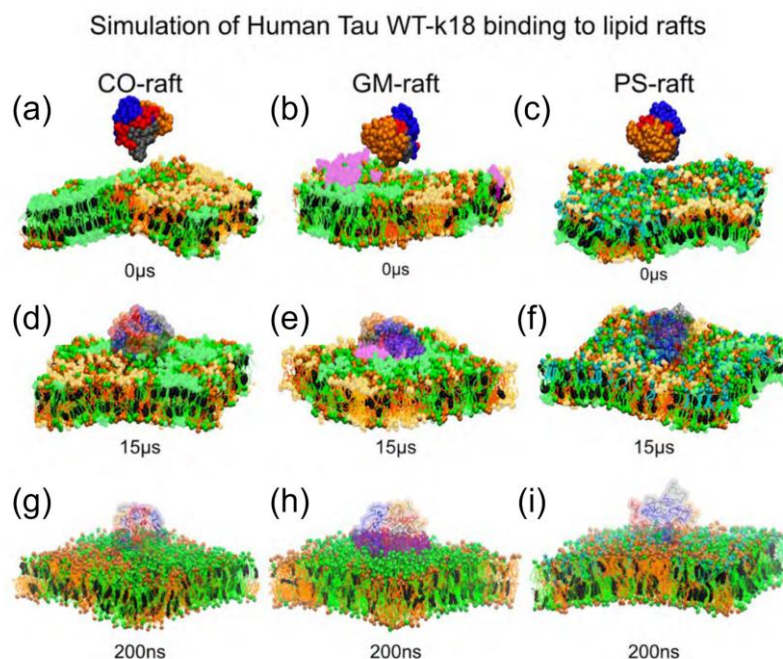 Simulation of Human Tau WT-k18 binding to lipid rafts
CO-raft GM-raft PS-raft
(a) (b) (c)
0µs 0µs 0µs
(d) (e) (f)
15µs 15µs 15µs
(g) (h) (i)
200ns 200ns 200ns